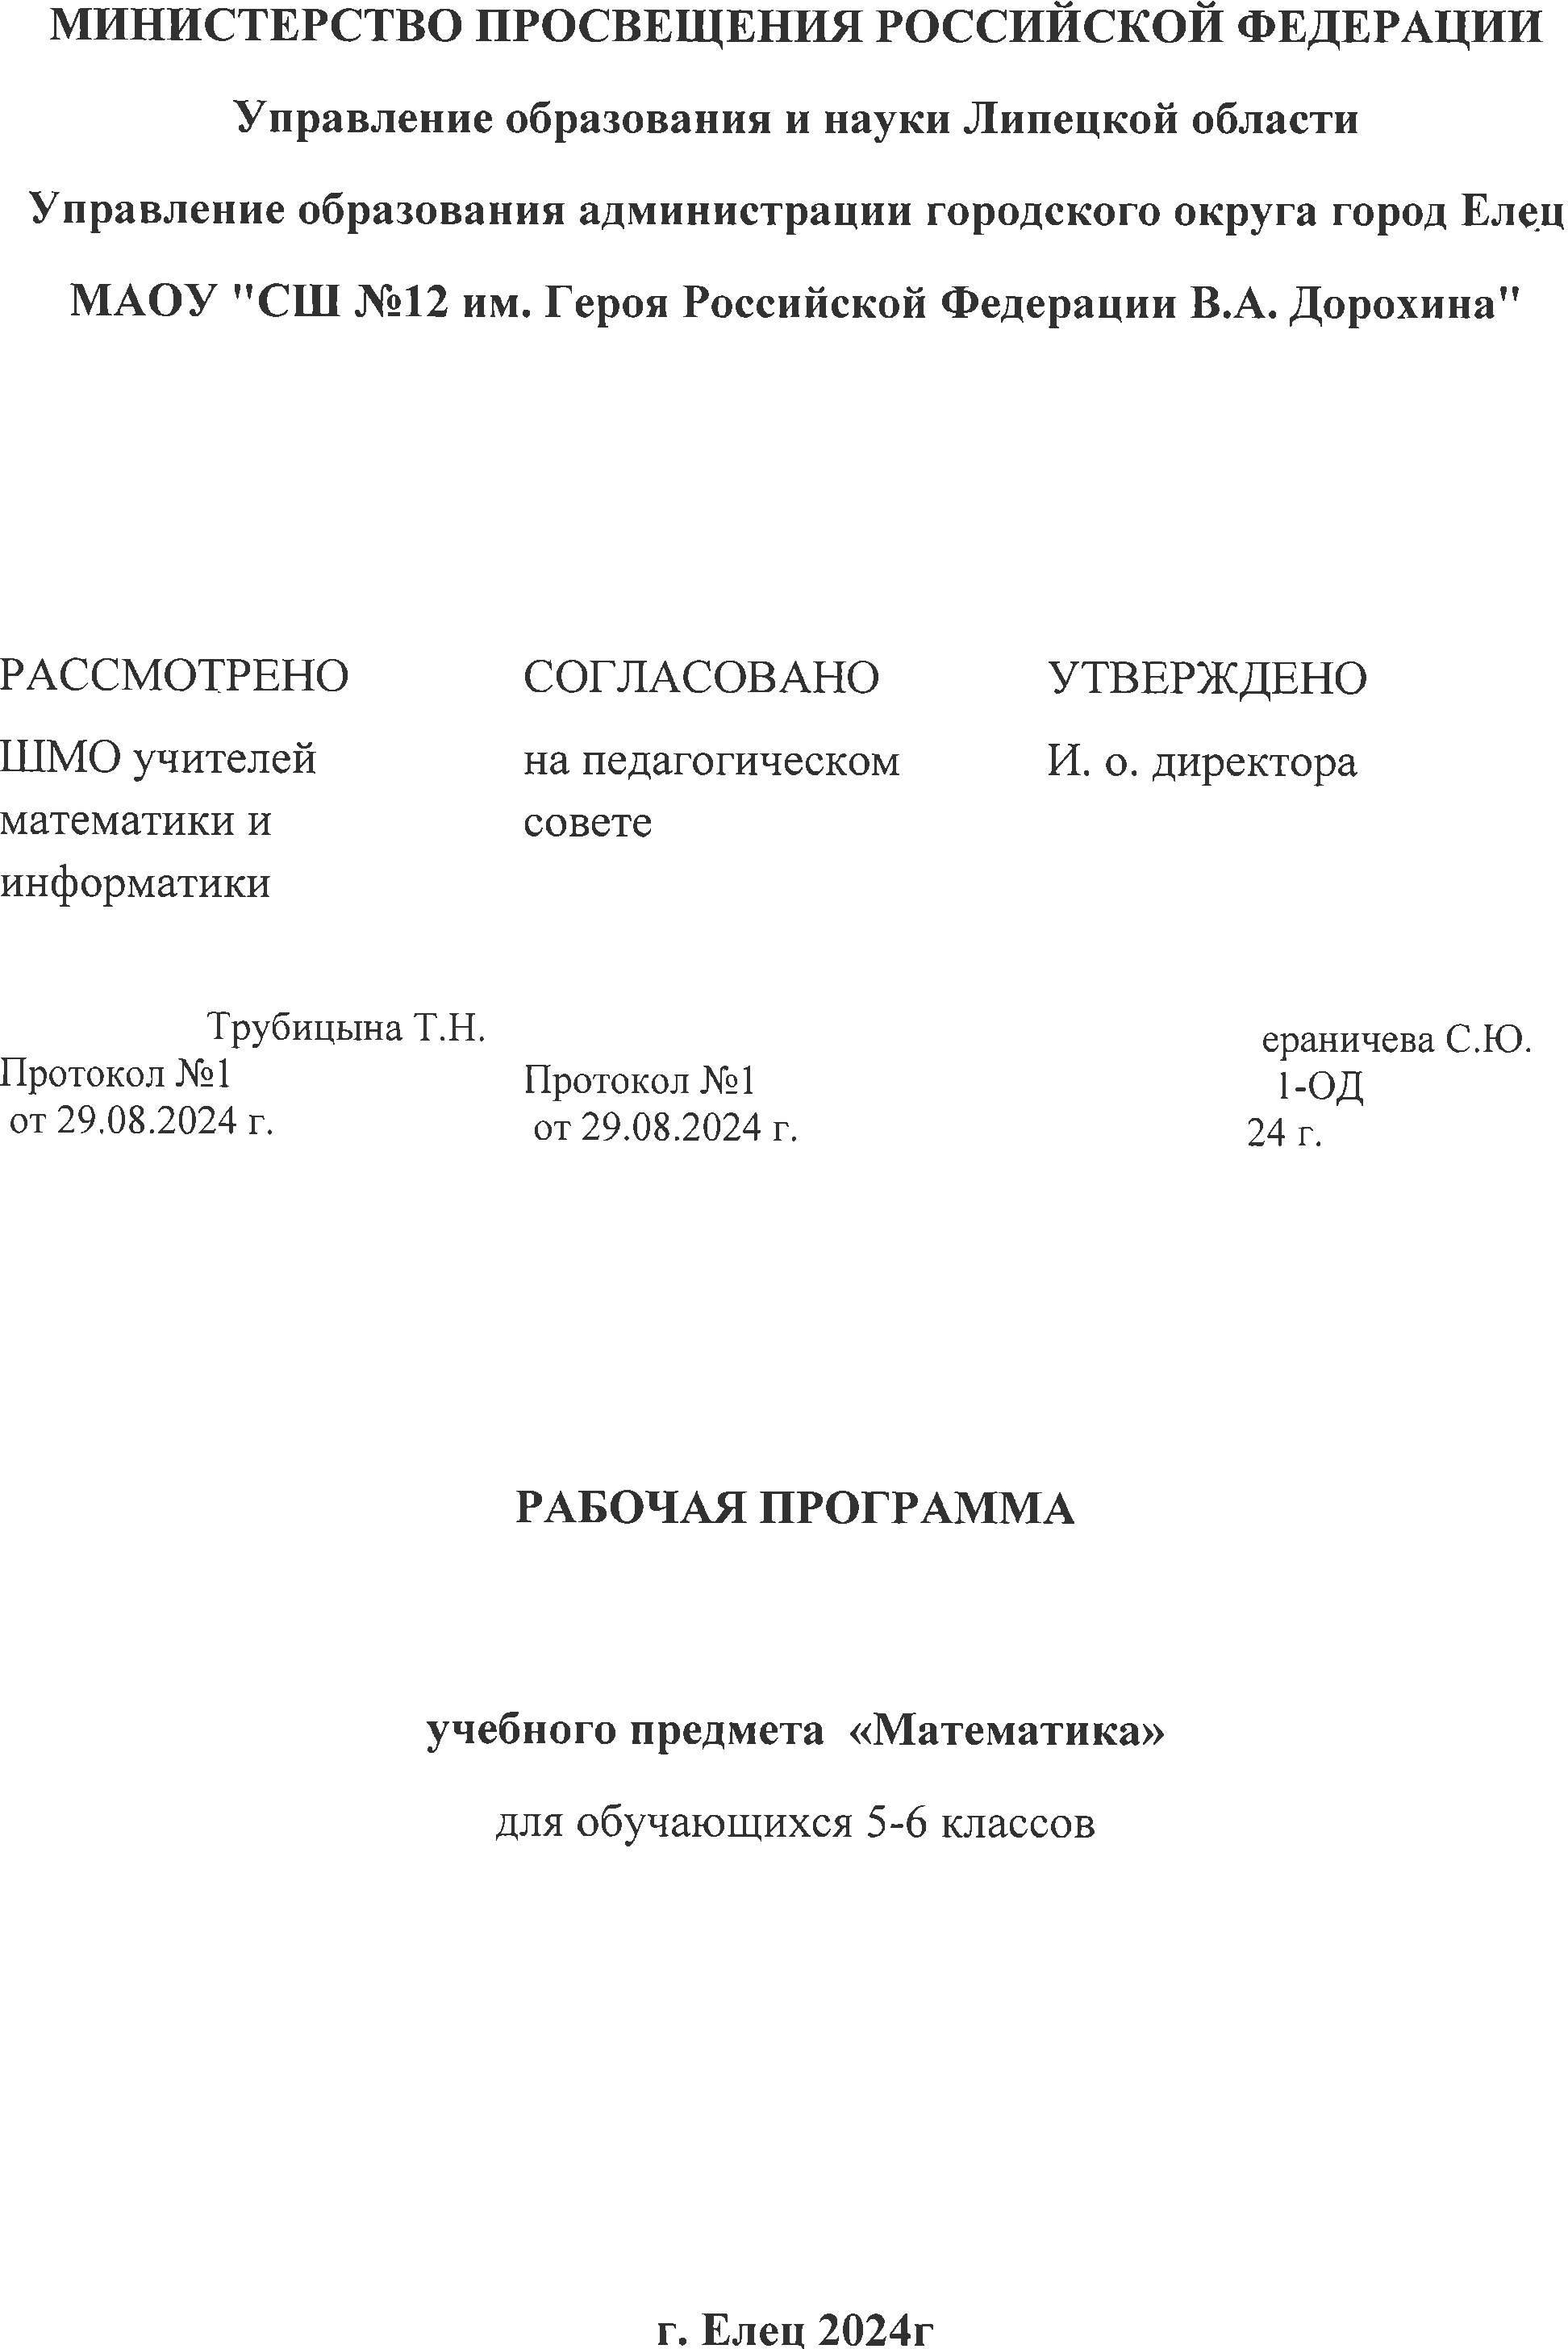 МИНИСТЕРСТВО ПРОСВЕЩЕНИЯ РОССИЙСКОЙ ФЕДЕРАЦИИ
Управление образования и науки Липецкой области
Управление образования администрации городского округа город Елец
МАОУ "СШ №12 им. Героя Российской Федерации В.А. Дорохина"
РАССМОТРЕНО
ШМО учителей
математики и
информатики
Трубицына Т.Н.
Протокол №1
от 29.08.2024 г.
СОГЛАСОВАНО
на педагогическом
совете
Протокол №1
от 29.08.2024 г.
УТВЕРЖДЕНО
И. о. директора
ераничева С.Ю.
1-ОД
24 г.
РАБОЧАЯ ПРОГРАММА
учебного предмета «Математика»
для обучающихся 5-6 классов
г. Елец 2024г